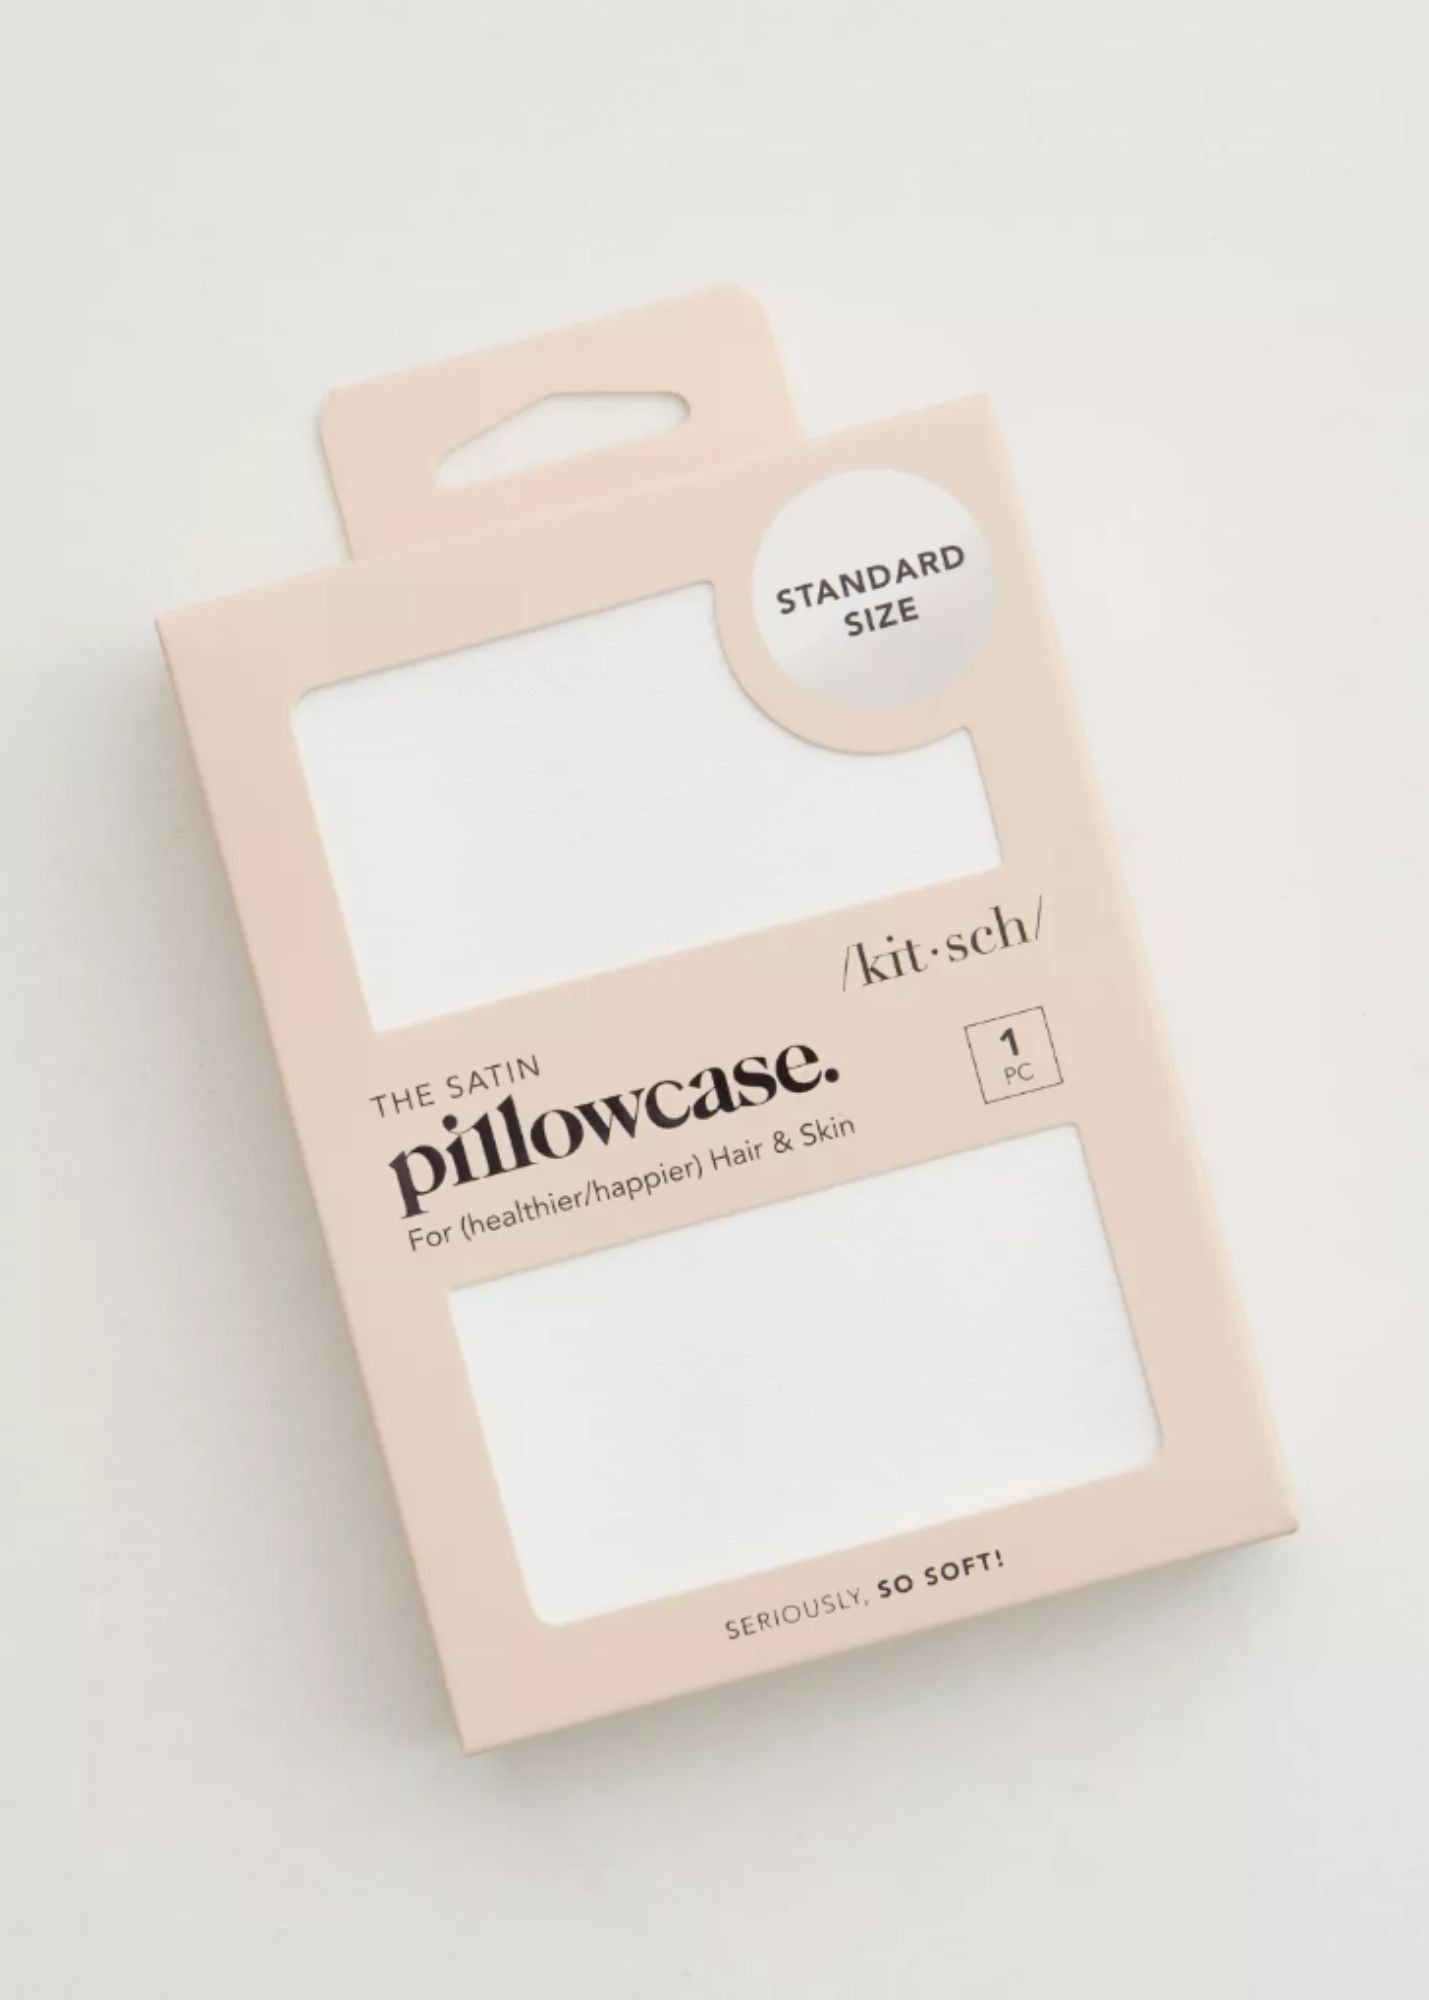 STANDARD
SIZE
/kit·sch/
THE SATIN
pillowcase.
For (healthier/happier) Hair & Skin
1
PC
SERIOUSLY, SO SOFT!